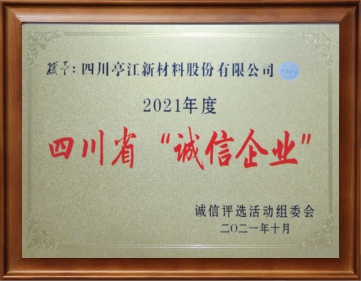 授予：四川亭江新材料股份有限公司
2021年度
四川省“诚信企业”
诚信评选活动组委会
二〇二一年十月